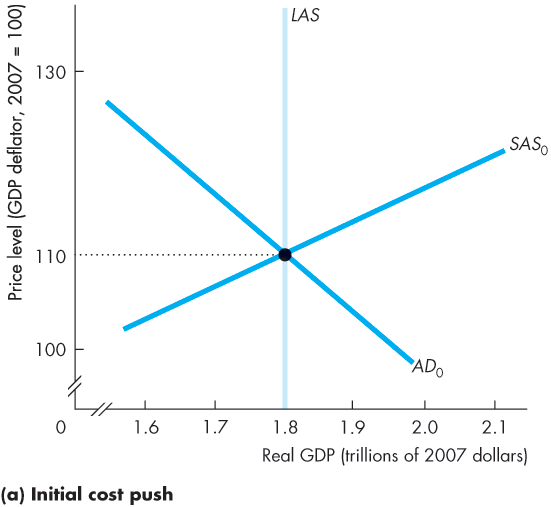 Price level (GDP deflator, 2007 = 100)
LAS
130
SAS0
110
100
AD0
0
1.6
1.7
1.8
1.9
2.0
2.1
Real GDP (trillions of 2007 dollars)
(a) Initial cost push